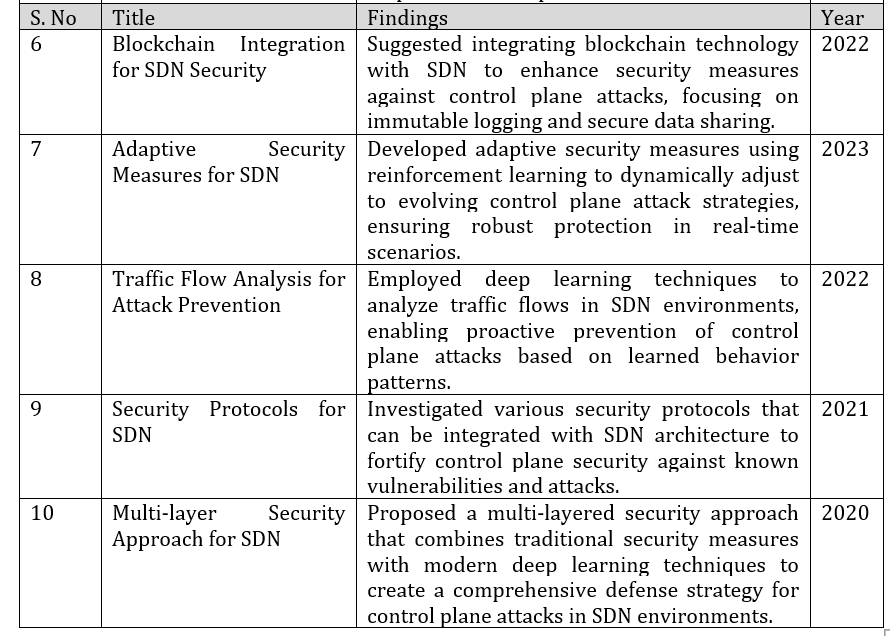 S. No Title Findings Year
6 Blockchain Integration Suggested integrating blockchain technology 2022
for SDN Security with SDN to enhance security measures
against control plane attacks, focusing on
immutable logging and secure data sharing.
7 Adaptive Security Developed adaptive security measures using 2023
Measures for SDN reinforcement learning to dynamically adjust
to evolving control plane attack strategies,
ensuring robust protection in real-time
scenarios.
8 Traffic Flow Analysis for Employed deep learning techniques to 2022
Attack Prevention analyze traffic flows in SDN environments,
enabling proactive prevention of control
plane attacks based on learned behavior
patterns.
9 Security Protocols for Investigated various security protocols that 2021
SDN can be integrated with SDN architecture to
fortify control plane security against known
vulnerabilities and attacks.
10 Multi-layer Security Proposed a multi-layered security approach 2020
Approach for SDN that combines traditional security measures
with modern deep learning techniques to
create a comprehensive defense strategy for
control plane attacks in SDN environments.